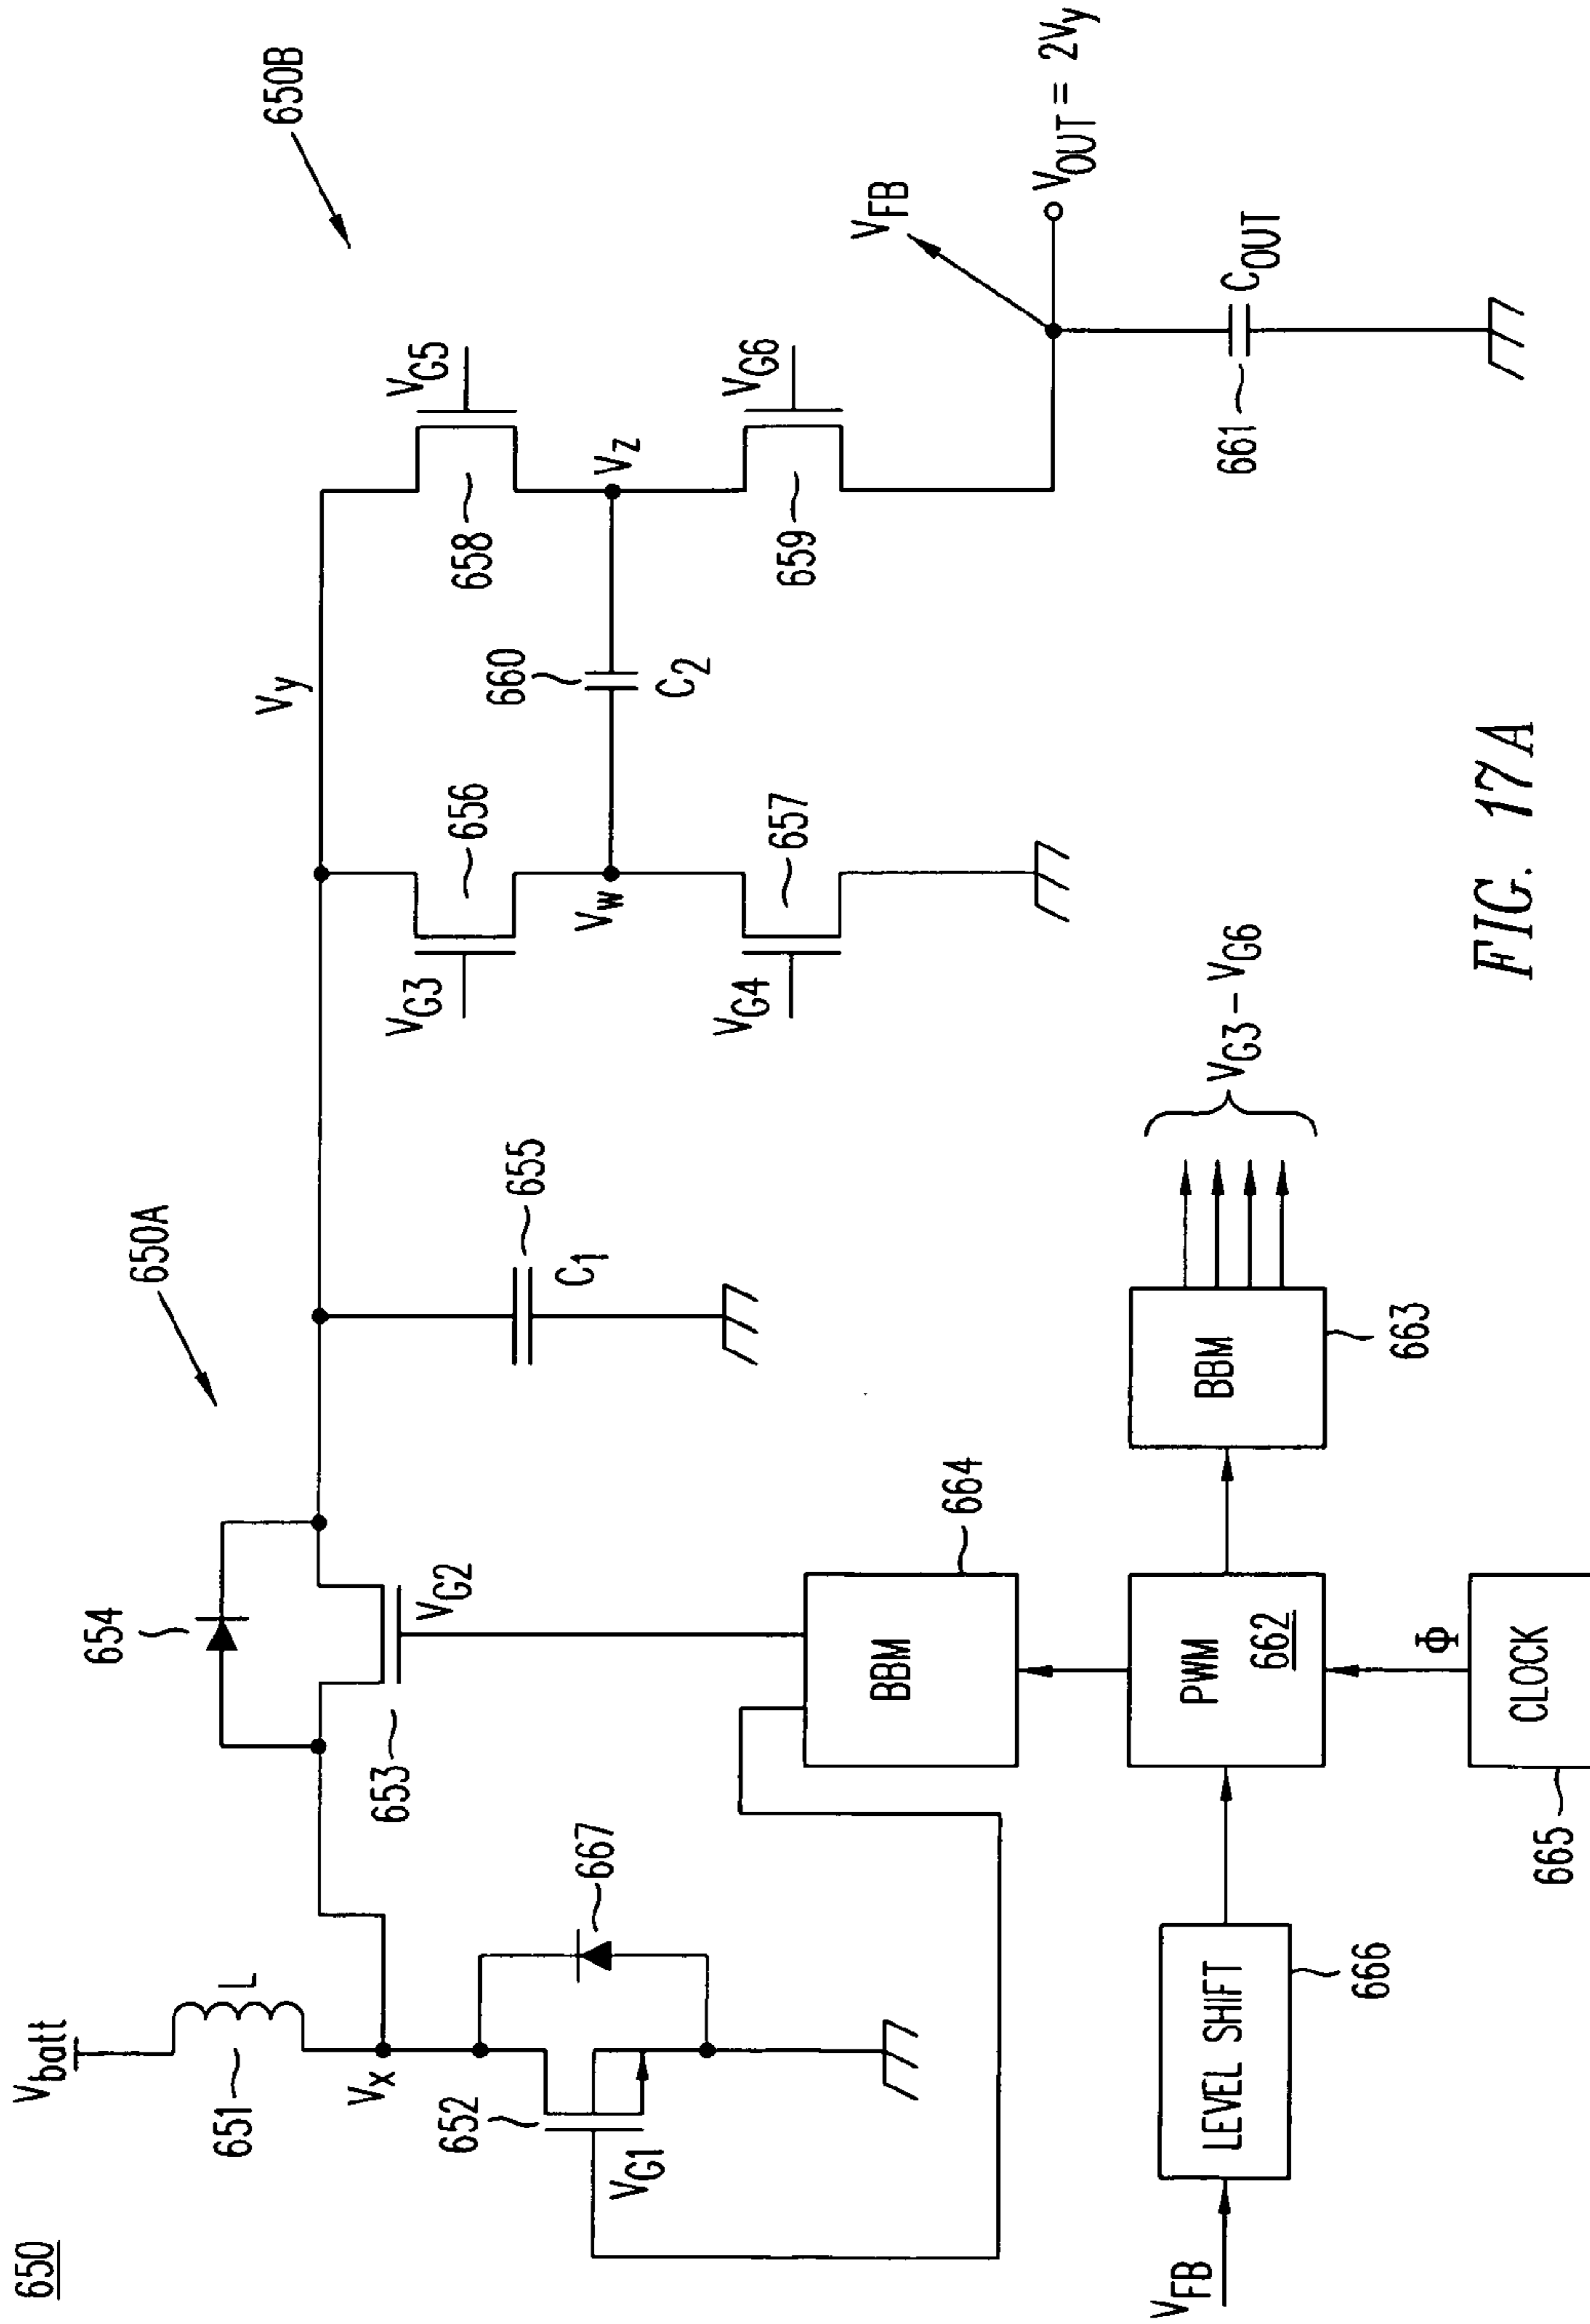 650
650A
650B
Vbatt
651
L
Vx
652
VG1
667
653
654
VG2
655
C1
Vy
VG3
656
Vw
VG4
657
660
C2
VG5
658
Vz
VG6
659
VFB
VOUT = 2Vy
661
COUT
BBM
664
PWM
662
BBM
663
VG3 – VG6
Φ
CLOCK
665
VFB
LEVEL SHIFT
666
FIG. 17A